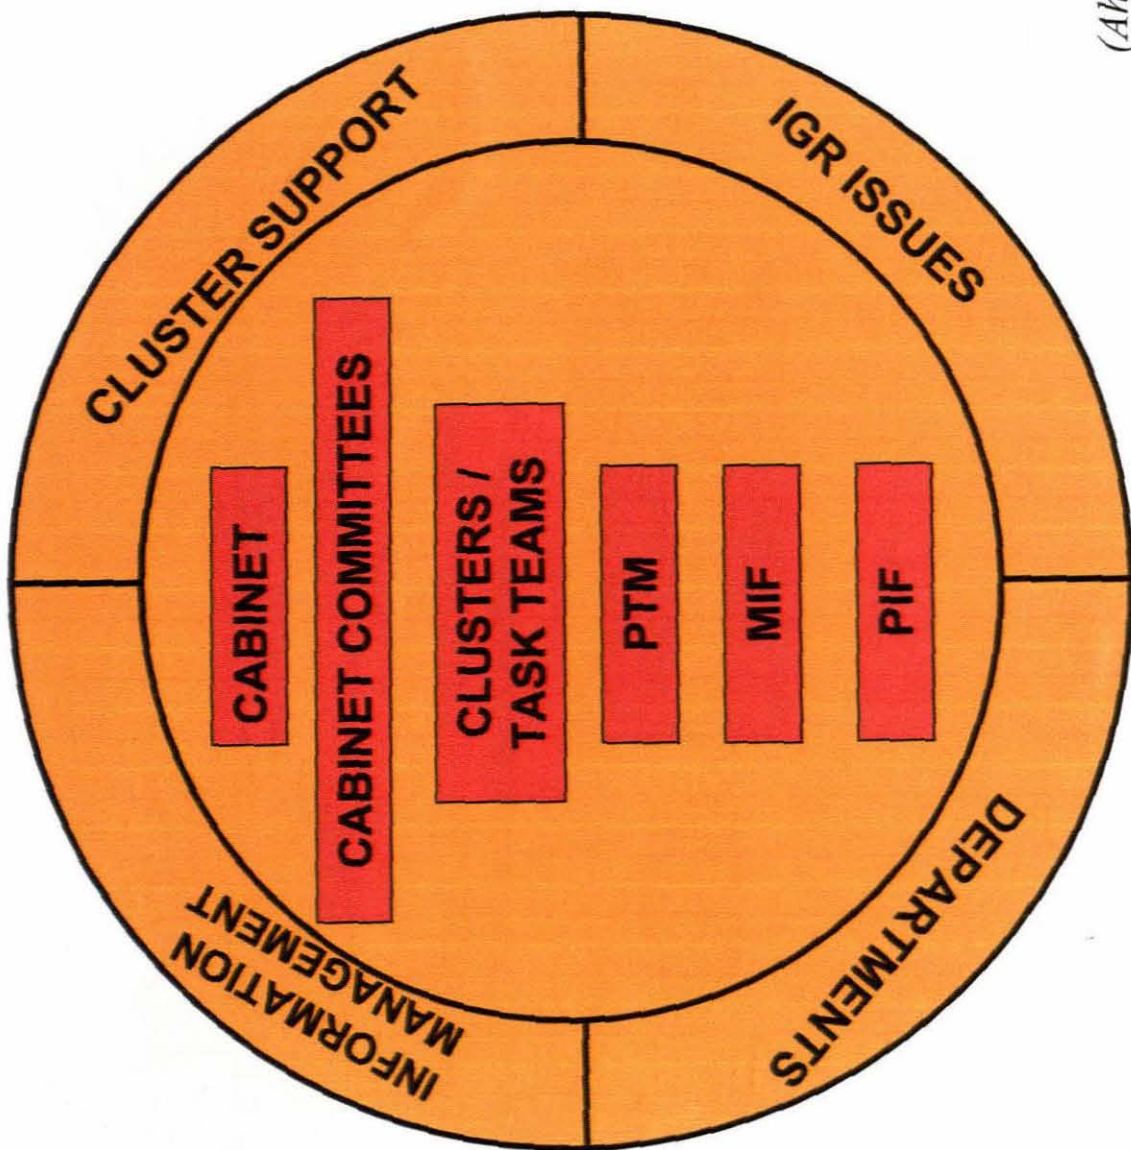 INFORMATION
MANAGEMENT
CLUSTER SUPPORT
IGR ISSUES
DEPARTMENTS
CABINET
CABINET COMMITTEES
CLUSTERS /
TASK TEAMS
PTM
MIF
PIF